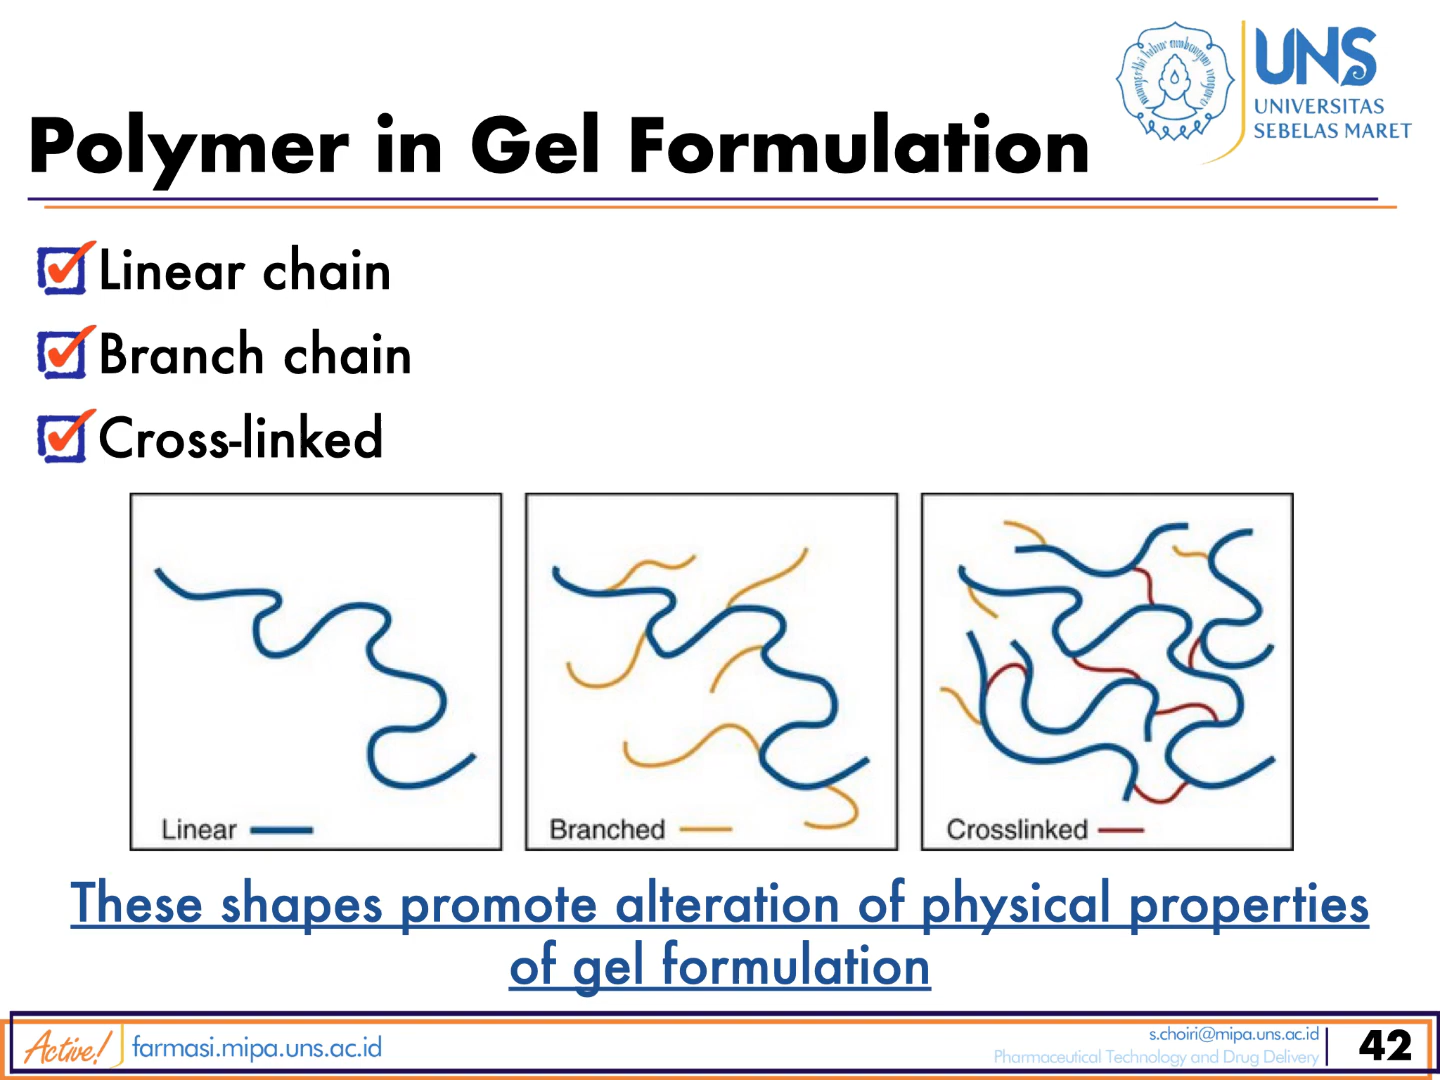 UNS
UNIVERSITAS
SEBELAS MARET
Polymer in Gel Formulation
Linear chain
Branch chain
Cross-linked
Linear
Branched
Crosslinked
These shapes promote alteration of physical properties
of gel formulation
Active!
farmasi.mipa.uns.ac.id
s.choiri@mipa.uns.ac.id
Pharmaceutical Technology and Drug Delivery
42